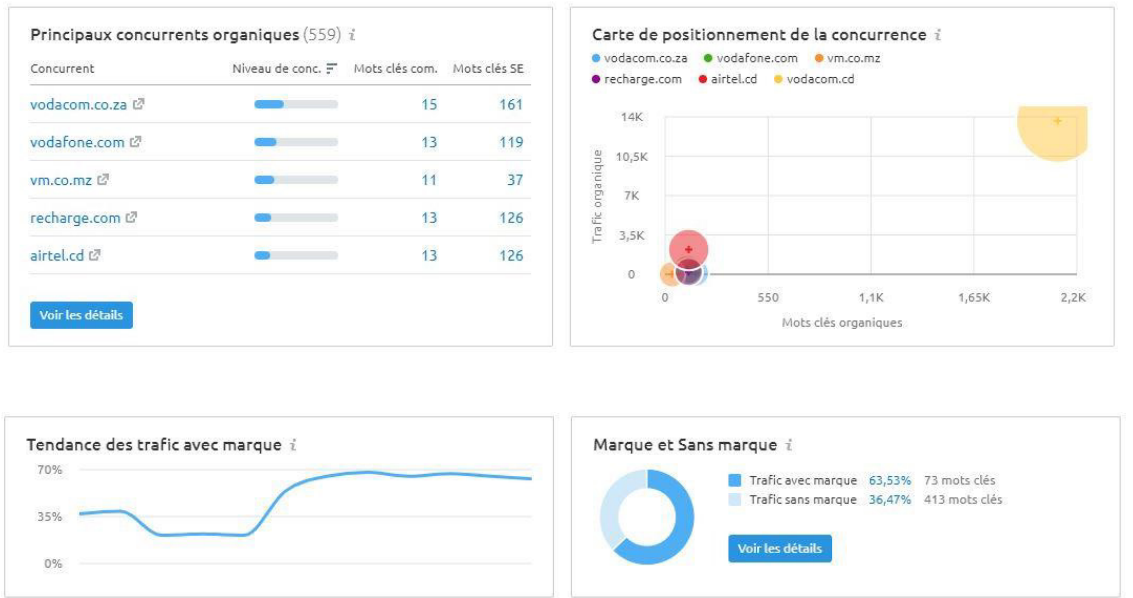 Principaux concurrents organiques (559) i
Concurrent Niveau de conc. Mots clés com. Mots clés SE
vodacom.co.za 15 161
vodafone.com 13 119
vm.co.mz 11 37
recharge.com 13 126
airtel.cd 13 126
Voir les détails
Carte de positionnement de la concurrence i
vodacom.co.za vodafone.com vm.co.mz
recharge.com airtel.cd vodacom.cd
Trafic organique
14K
10,5K
7K
3,5K
0
0 550 1,1K 1,65K 2,2K
Mots clés organiques
Tendance des trafic avec marque i
70%
35%
0%
Marque et Sans marque i
Trafic avec marque 63,53% 73 mots clés
Trafic sans marque 36,47% 413 mots clés
Voir les détails